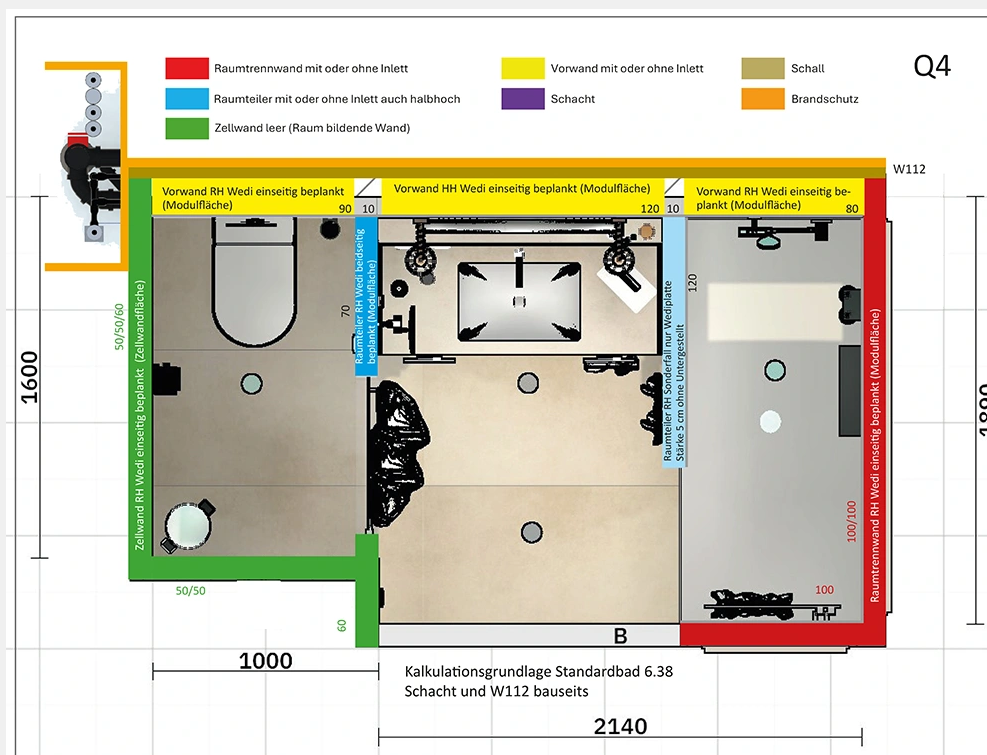 Raumtrennwand mit oder ohne Inlett
Raumteiler mit oder ohne Inlett auch halbhoch
Zellwand leer (Raum bildende Wand)
Vorwand mit oder ohne Inlett
Schacht
Schall
Brandschutz
Q4
W112
Vorwand RH Wedi einseitig beplankt
(Modulfläche)
90
10
Vorwand HH Wedi einseitig beplankt (Modulfläche)
120
10
Vorwand RH Wedi einseitig be-
plankt (Modulfläche)
80
Zellwand RH Wedi einseitig beplankt (Zellwandfläche)
50/50/60
1600
70
Raumteiler RH Wedi beidseitig
beplankt (Modulfläche)
120
Raumteiler RH Sonderfall nur Wediplatte
Stärke 5 cm ohne Untergestellt
Raumtrennwand RH Wedi einseitig beplankt (Modulfläche)
100/100
100
50/50
60
B
1000
Kalkulationsgrundlage Standardbad 6.38
Schacht und W112 bauseits
2140